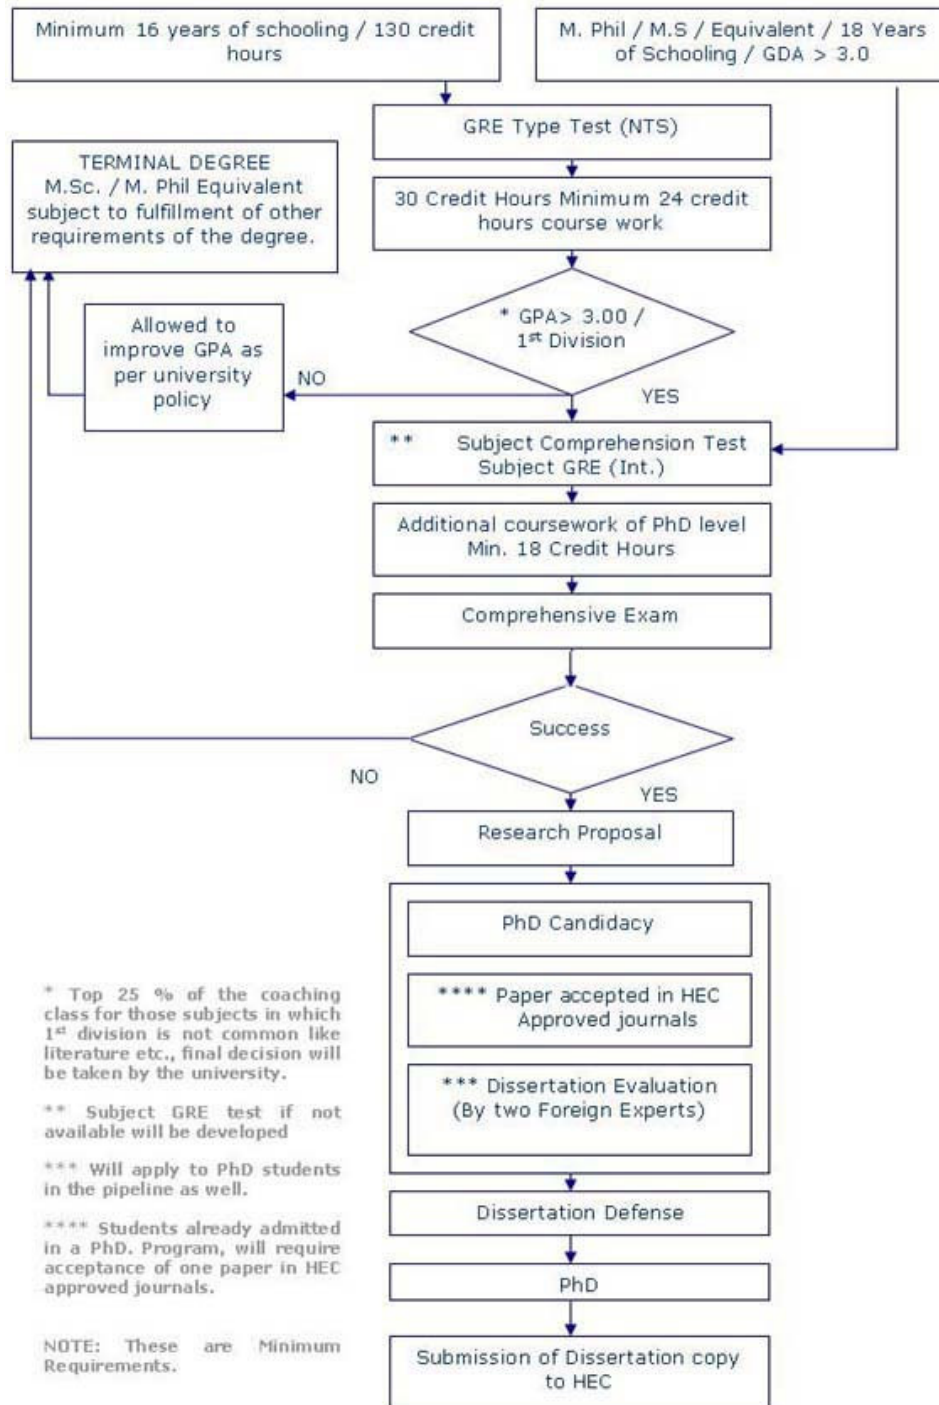 Minimum 16 years of schooling / 130 credit
hours
M. Phil / M.S / Equivalent / 18 Years
of Schooling / GDA > 3.0
GRE Type Test (NTS)
TERMINAL DEGREE
M.Sc. / M. Phil Equivalent
subject to fulfillment of other
requirements of the degree.
30 Credit Hours Minimum 24 credit
hours course work
* GPA> 3.00 /
1st Division
Allowed to
improve GPA as
per university
policy
NO
YES
** Subject Comprehension Test
Subject GRE (Int.)
Additional coursework of PhD level
Min. 18 Credit Hours
Comprehensive Exam
Success
NO
YES
Research Proposal
PhD Candidacy
**** Paper accepted in HEC
Approved journals
*** Dissertation Evaluation
(By two Foreign Experts)
Dissertation Defense
PhD
Submission of Dissertation copy
to HEC
* Top 25 % of the coaching
class for those subjects in which
1st division is not common like
literature etc., final decision will
be taken by the university.
** Subject GRE test if not
available will be developed
*** Will apply to PhD students
in the pipeline as well.
**** Students already admitted
in a PhD. Program, will require
acceptance of one paper in HEC
approved journals.
NOTE: These are Minimum
Requirements.